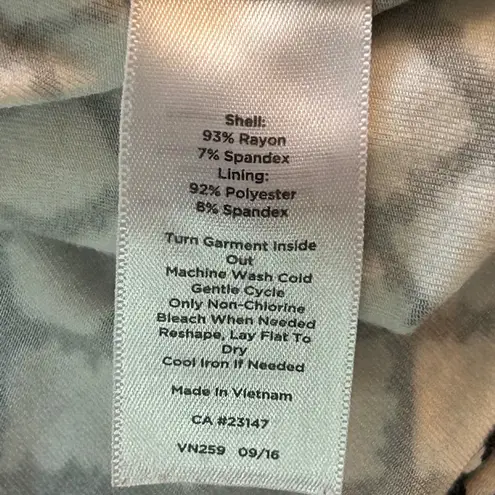 Shell:
93% Rayon
7% Spandex
Lining:
92% Polyester
8% Spandex
Turn Garment Inside
Out
Machine Wash Cold
Gentle Cycle
Only Non-Chlorine
Bleach When Needed
Reshape, Lay Flat To
Dry
Cool Iron If Needed
Made In Vietnam
CA #23147
VN259 09/16